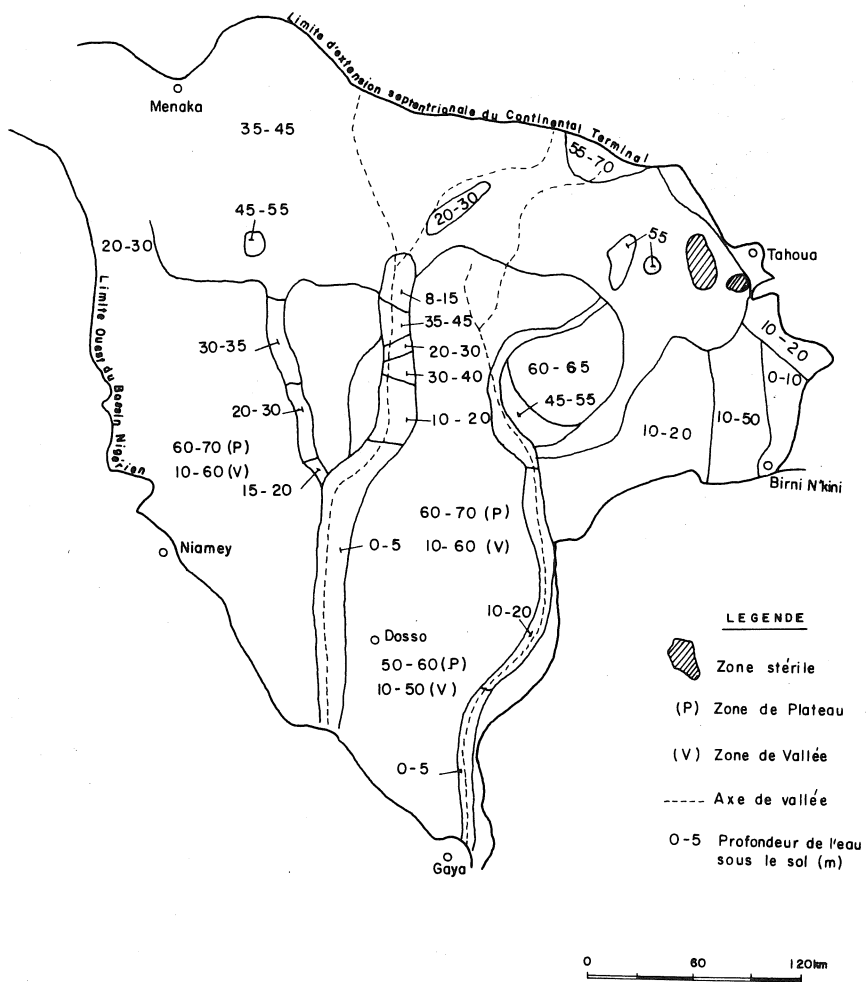 Limite d'extension septentrionale du Continental Terminal
Menaka
35-45
55-70
45-55
20-30
20-30
55
Tahoua
8-15
35-45
20-30
30-40
10-20
30-35
20-30
15-20
60-65
45-55
10-20
0-10
10-20
10-50
Birni N'kini
Limite Ouest du Bassin Nigérien
60-70 (P)
10-60 (V)
Niamey
60-70 (P)
10-60 (V)
0-5
10-20
Dosso
50-60 (P)
10-50 (V)
0-5
Gaya
LEGENDE
Zone stérile
(P) Zone de Plateau
(V) Zone de Vallée
Axe de vallée
0-5 Profondeur de l'eau
sous le sol (m)
0 60 120km